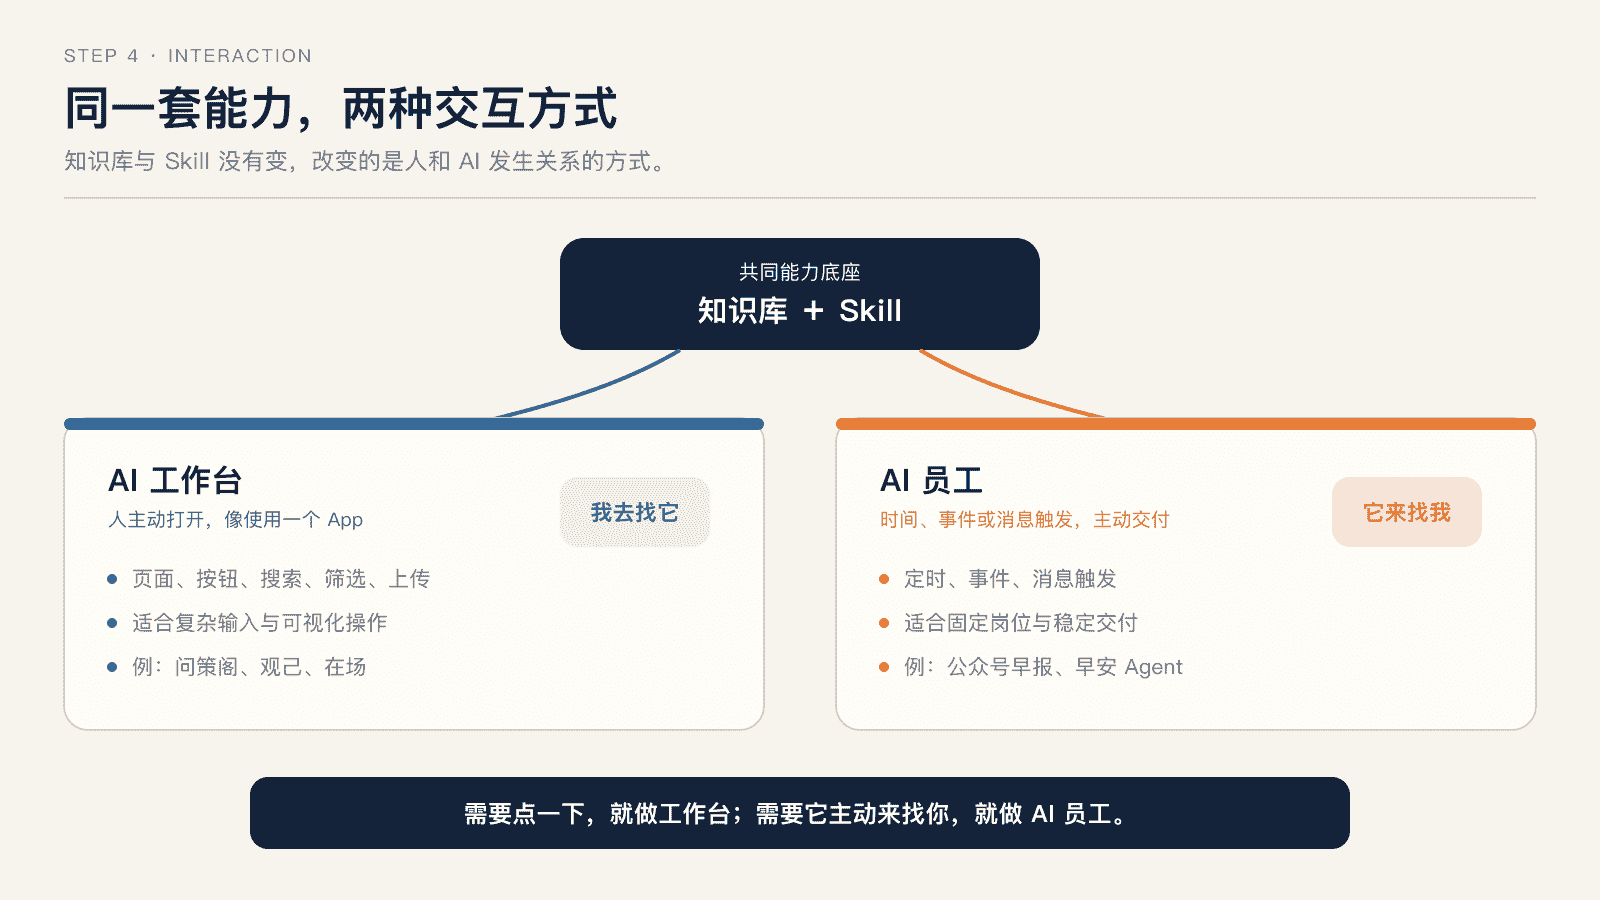 STEP 4 · INTERACTION
同一套能力，两种交互方式
知识库与 Skill 没有变，改变的是人和 AI 发生关系的方式。
共同能力底座
知识库 + Skill
AI 工作台
人主动打开，像使用一个 App
我去找它
页面、按钮、搜索、筛选、上传
适合复杂输入与可视化操作
例：问策阁、观己、在场
AI 员工
时间、事件或消息触发，主动交付
它来找我
定时、事件、消息触发
适合固定岗位与稳定交付
例：公众号早报、早安 Agent
需要点一下，就做工作台；需要它主动来找你，就做 AI 员工。